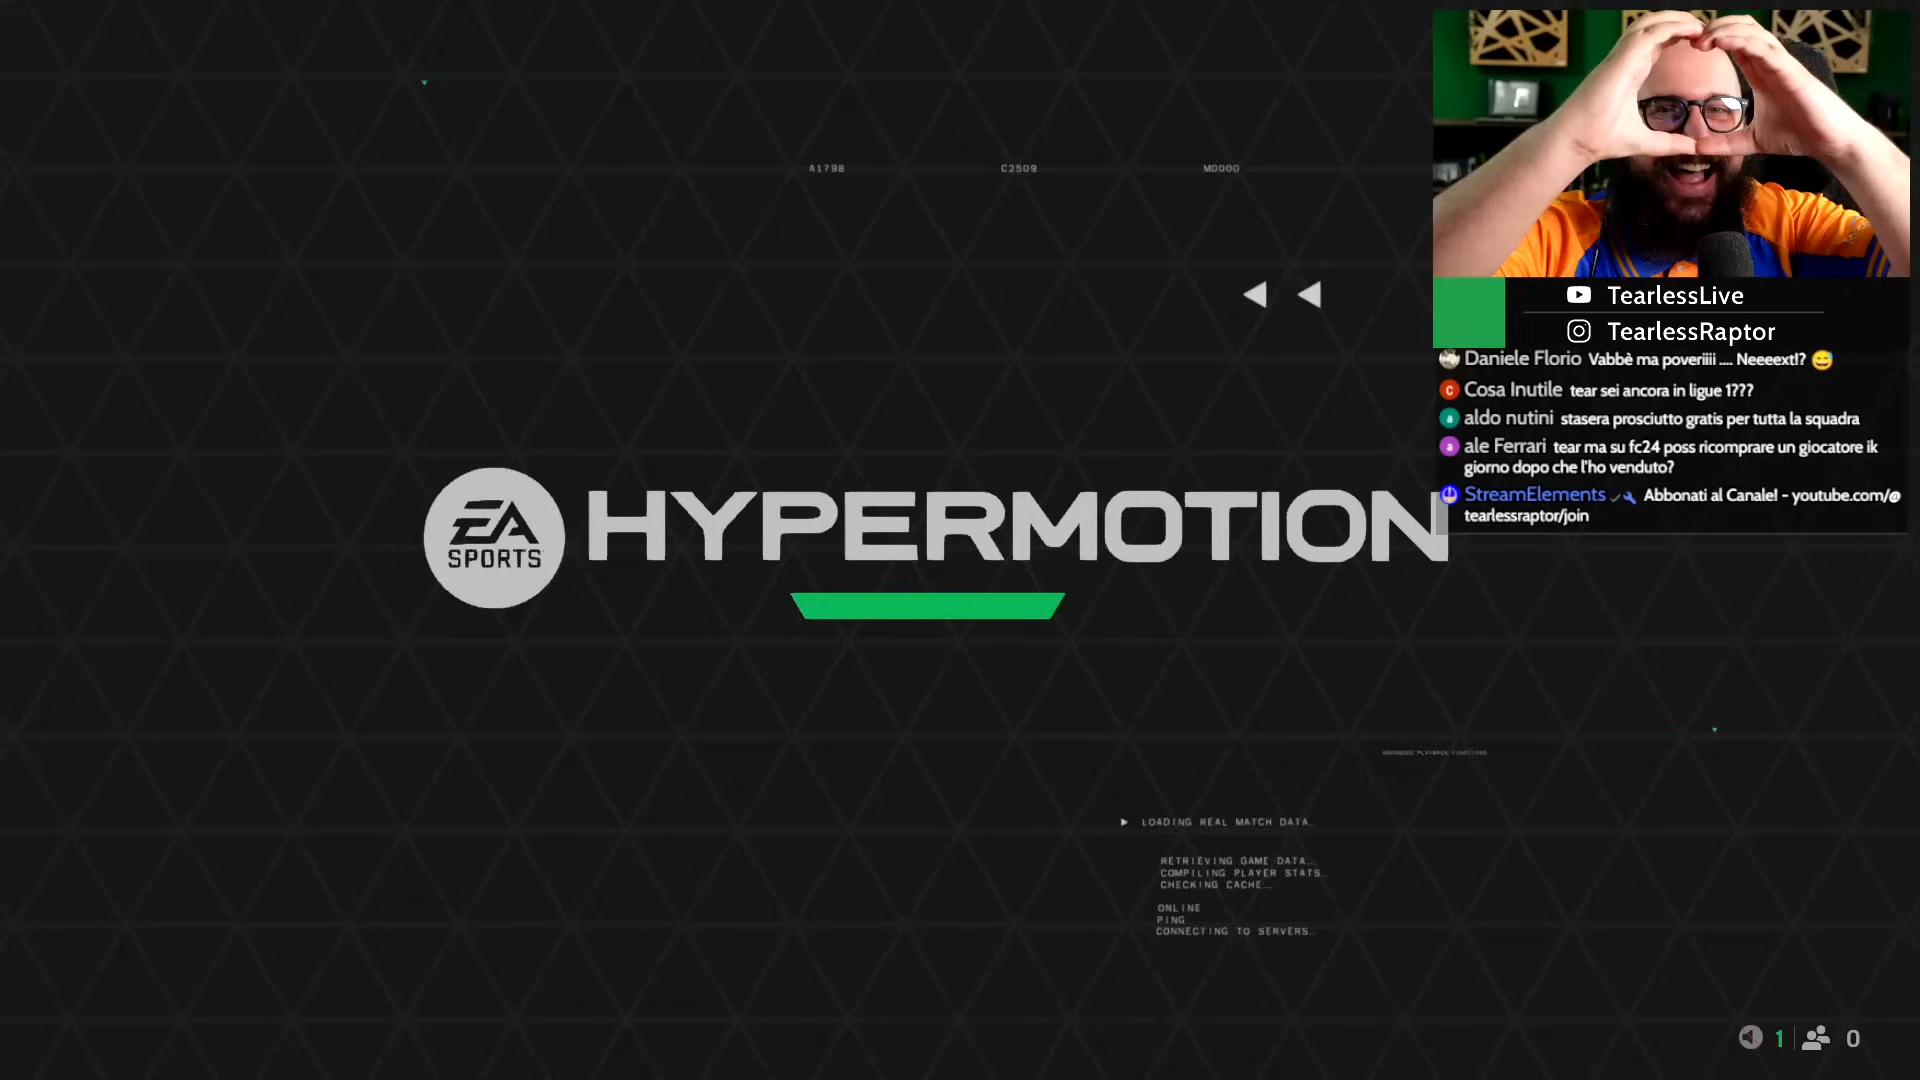 A1798 C2509 M0000
EA SPORTS HYPERMOTION
TearlessLive
TearlessRaptor
Daniele Florio Vabbè ma poveriiii .... Neeeext!? 😅
Cosa Inutile tear sei ancora in ligue 1???
aldo nutini stasera prosciutto gratis per tutta la squadra
ale Ferrari tear ma su fc24 poss ricomprare un giocatore ik
giorno dopo che l'ho venduto?
StreamElements Abbonati al Canale! - youtube.com/@
tearlessraptor/join
LOADING REAL MATCH DATA.
RETRIEVING GAME DATA...
COMPILING PLAYER STATS..
CHECKING CACHE...
ONLINE
PING
CONNECTING TO SERVERS..
1 0